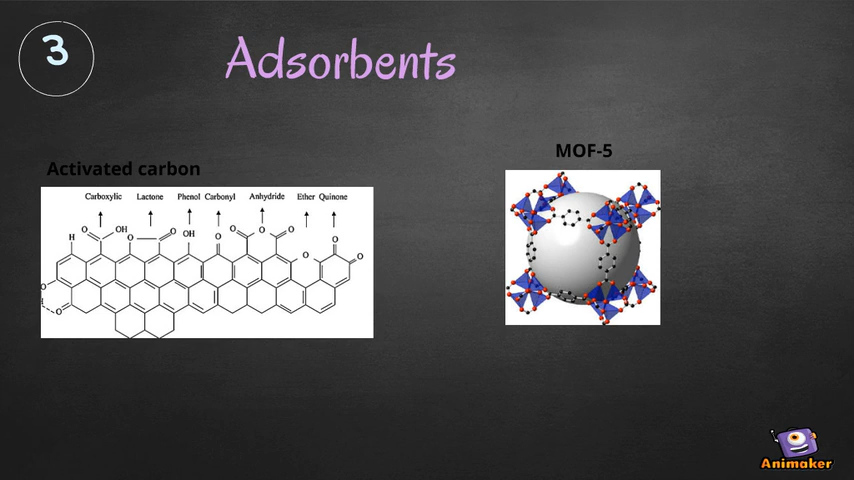 3
Adsorbents
Activated carbon
MOF-5
Carboxylic Lactone Phenol Carbonyl Anhydride Ether Quinone
H O OH O O OH O O O O O O O
O
O
Animaker